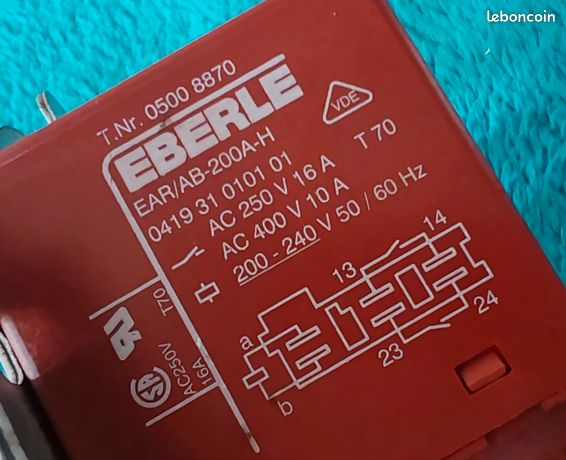 leboncoin
T.Nr. 0500 8870
EBERLE
VDE
EAR/AB-200A-H
0419 31 0101 01
AC 250 V 16 A T 70
AC 400 V 10 A
200 - 240 V 50 / 60 Hz
AC250V T70
16A
13
14
a
b
23
24